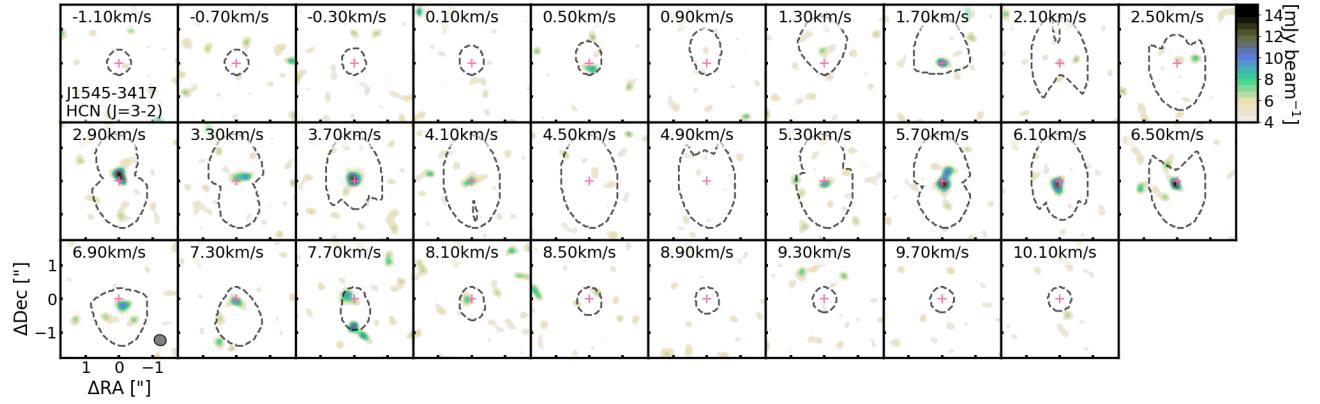 -1.10km/s -0.70km/s -0.30km/s 0.10km/s 0.50km/s 0.90km/s 1.30km/s 1.70km/s 2.10km/s 2.50km/s
J1545-3417
HCN (J=3-2)
14
12
10
8
6
4
[mJy beam⁻¹]
2.90km/s 3.30km/s 3.70km/s 4.10km/s 4.50km/s 4.90km/s 5.30km/s 5.70km/s 6.10km/s 6.50km/s
6.90km/s 7.30km/s 7.70km/s 8.10km/s 8.50km/s 8.90km/s 9.30km/s 9.70km/s 10.10km/s
ΔDec ["]
1
0
−1
1 0 −1
ΔRA ["]